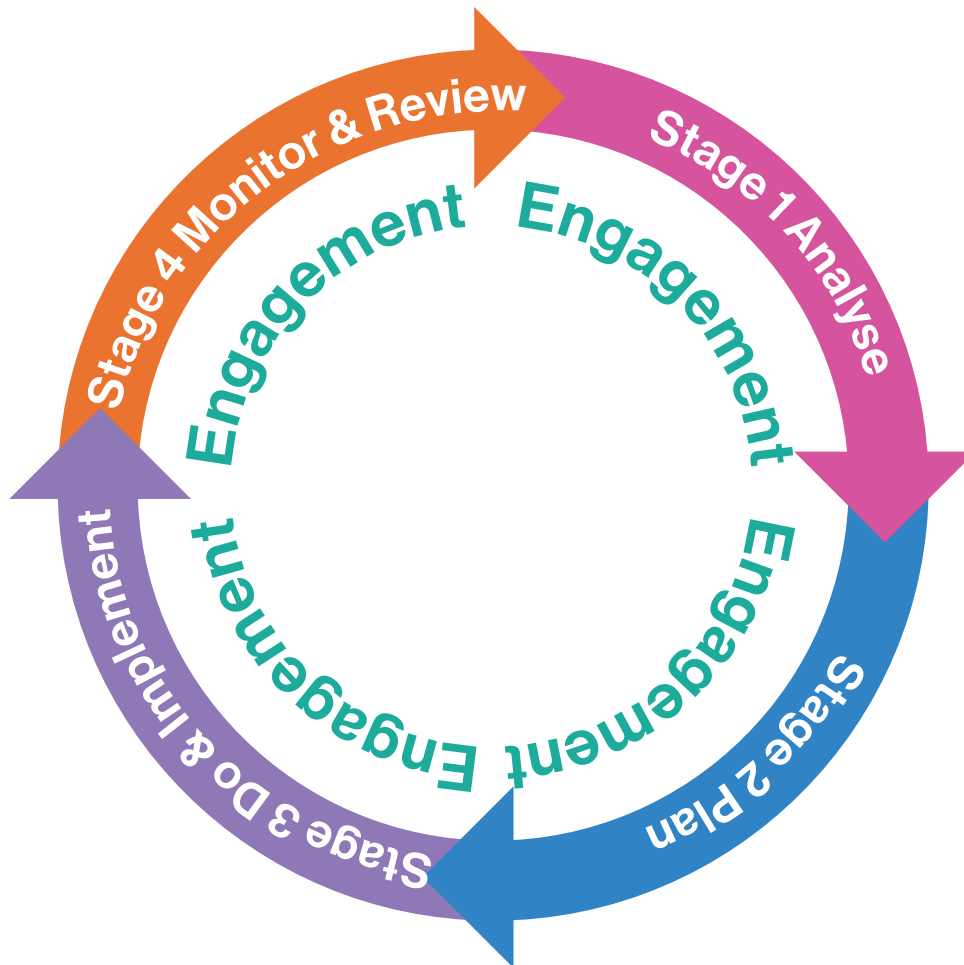 Stage 1 Analyse
Stage 2 Plan
Stage 3 Do & Implement
Stage 4 Monitor & Review
Engagement
Engagement
Engagement
Engagement